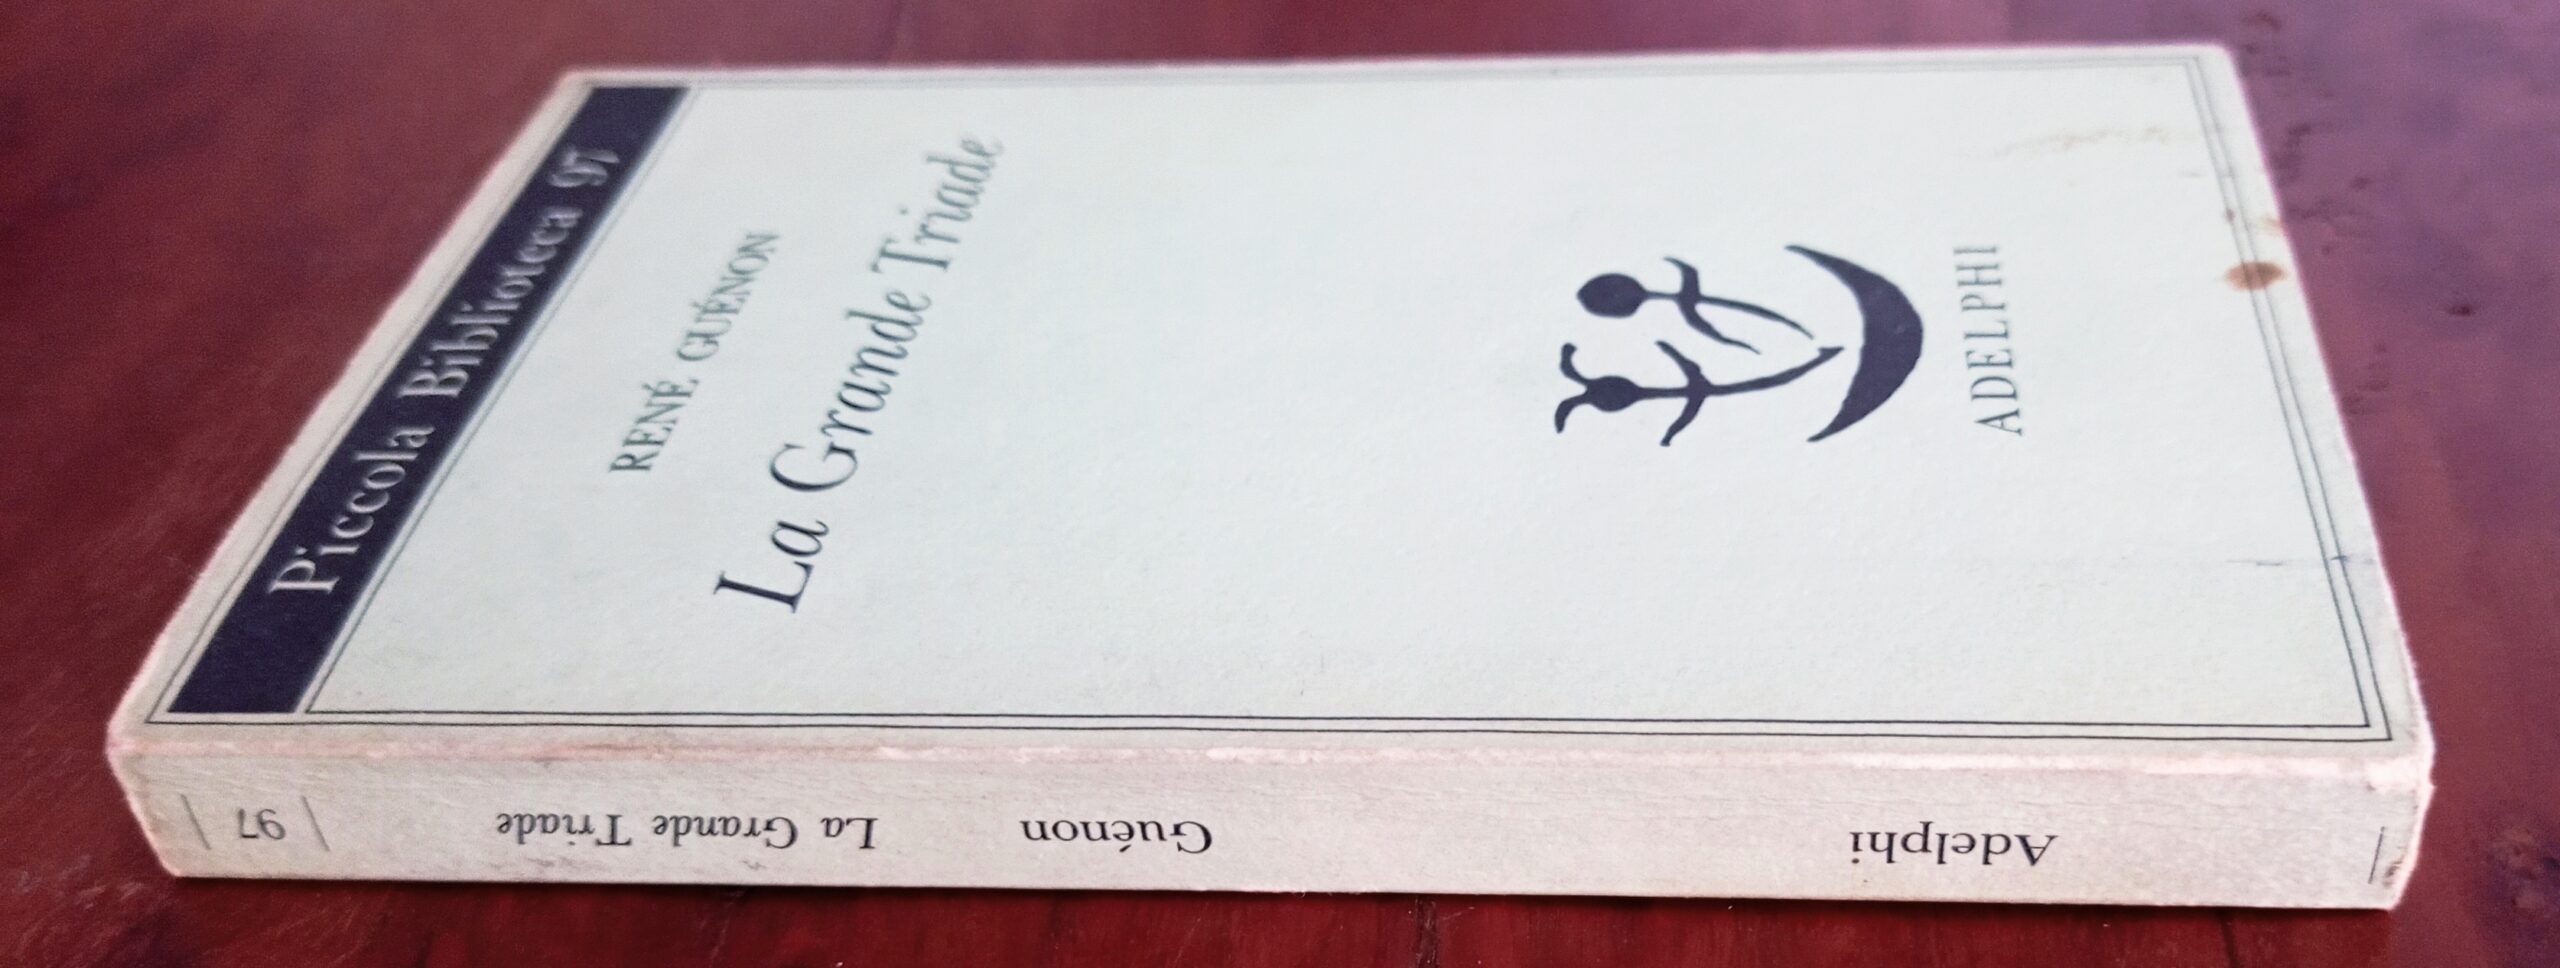 Piccola Biblioteca 97
RENÉ GUÉNON
La Grande Triade
ADELPHI
Adelphi
Guénon
La Grande Triade
97